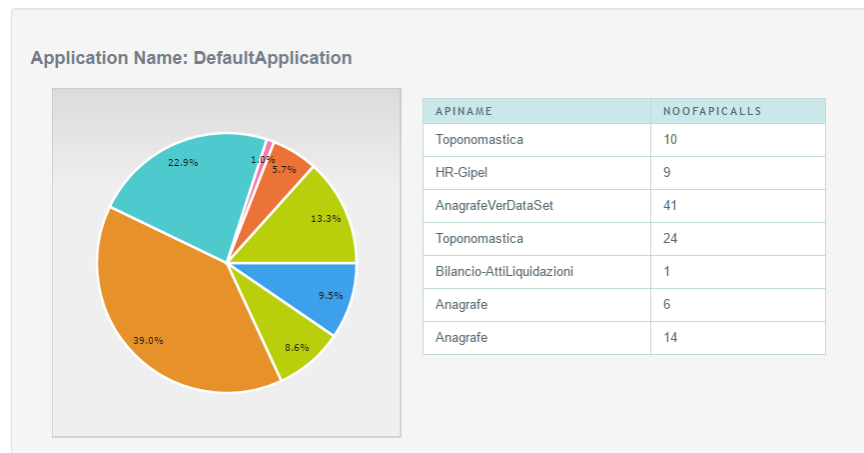 Application Name: DefaultApplication
22.9%
1.0%
5.7%
13.3%
9.5%
8.6%
39.0%
APINAME NOOFAPICALLS
Toponomastica 10
HR-Gipel 9
AnagrafeVerDataSet 41
Toponomastica 24
Bilancio-AttiLiquidazioni 1
Anagrafe 6
Anagrafe 14